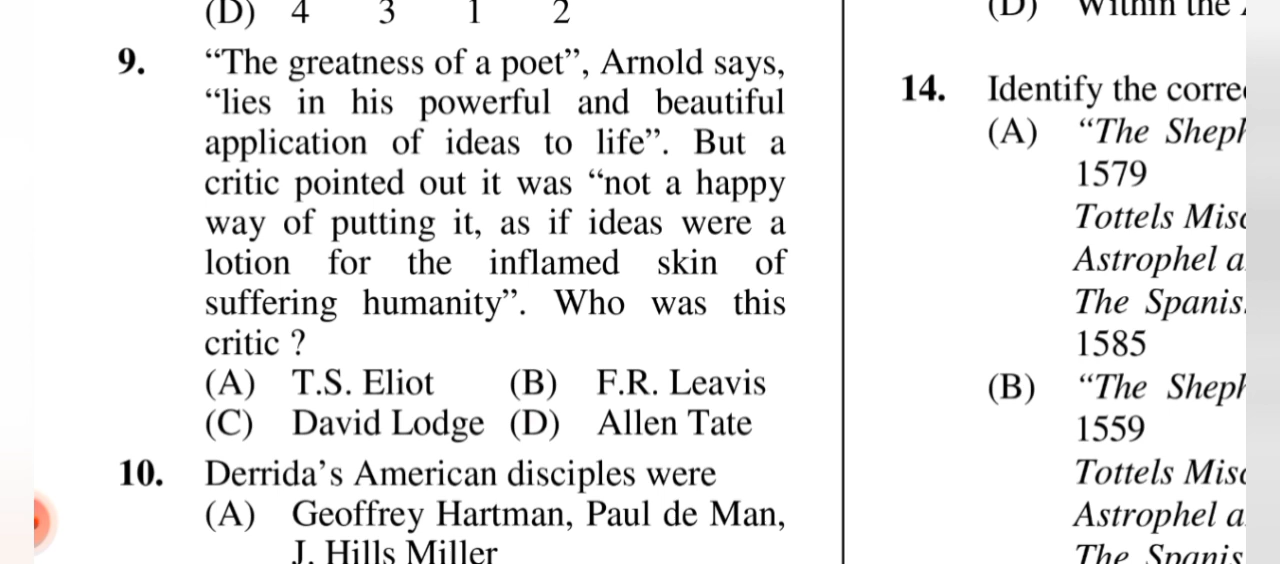 (D) 4 3 1 2
9. “The greatness of a poet”, Arnold says,
“lies in his powerful and beautiful
application of ideas to life”. But a
critic pointed out it was “not a happy
way of putting it, as if ideas were a
lotion for the inflamed skin of
suffering humanity”. Who was this
critic ?
(A) T.S. Eliot (B) F.R. Leavis
(C) David Lodge (D) Allen Tate
10. Derrida’s American disciples were
(A) Geoffrey Hartman, Paul de Man,
J. Hills Miller
(D) Within the
14. Identify the corre
(A) “The Sheph
1579
Tottels Misc
Astrophel a
The Spanis
1585
(B) “The Sheph
1559
Tottels Misc
Astrophel a
The Spanis